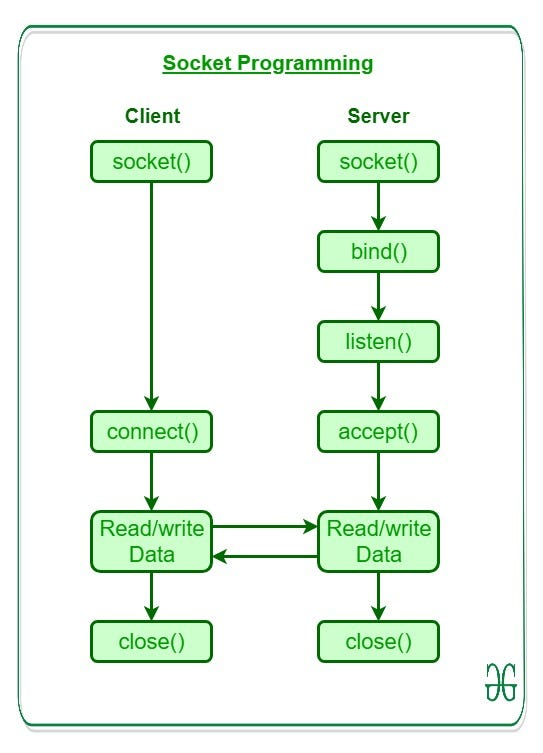 Socket Programming
Client
Server
socket()
socket()
bind()
listen()
connect()
accept()
Read/write
Data
Read/write
Data
close()
close()